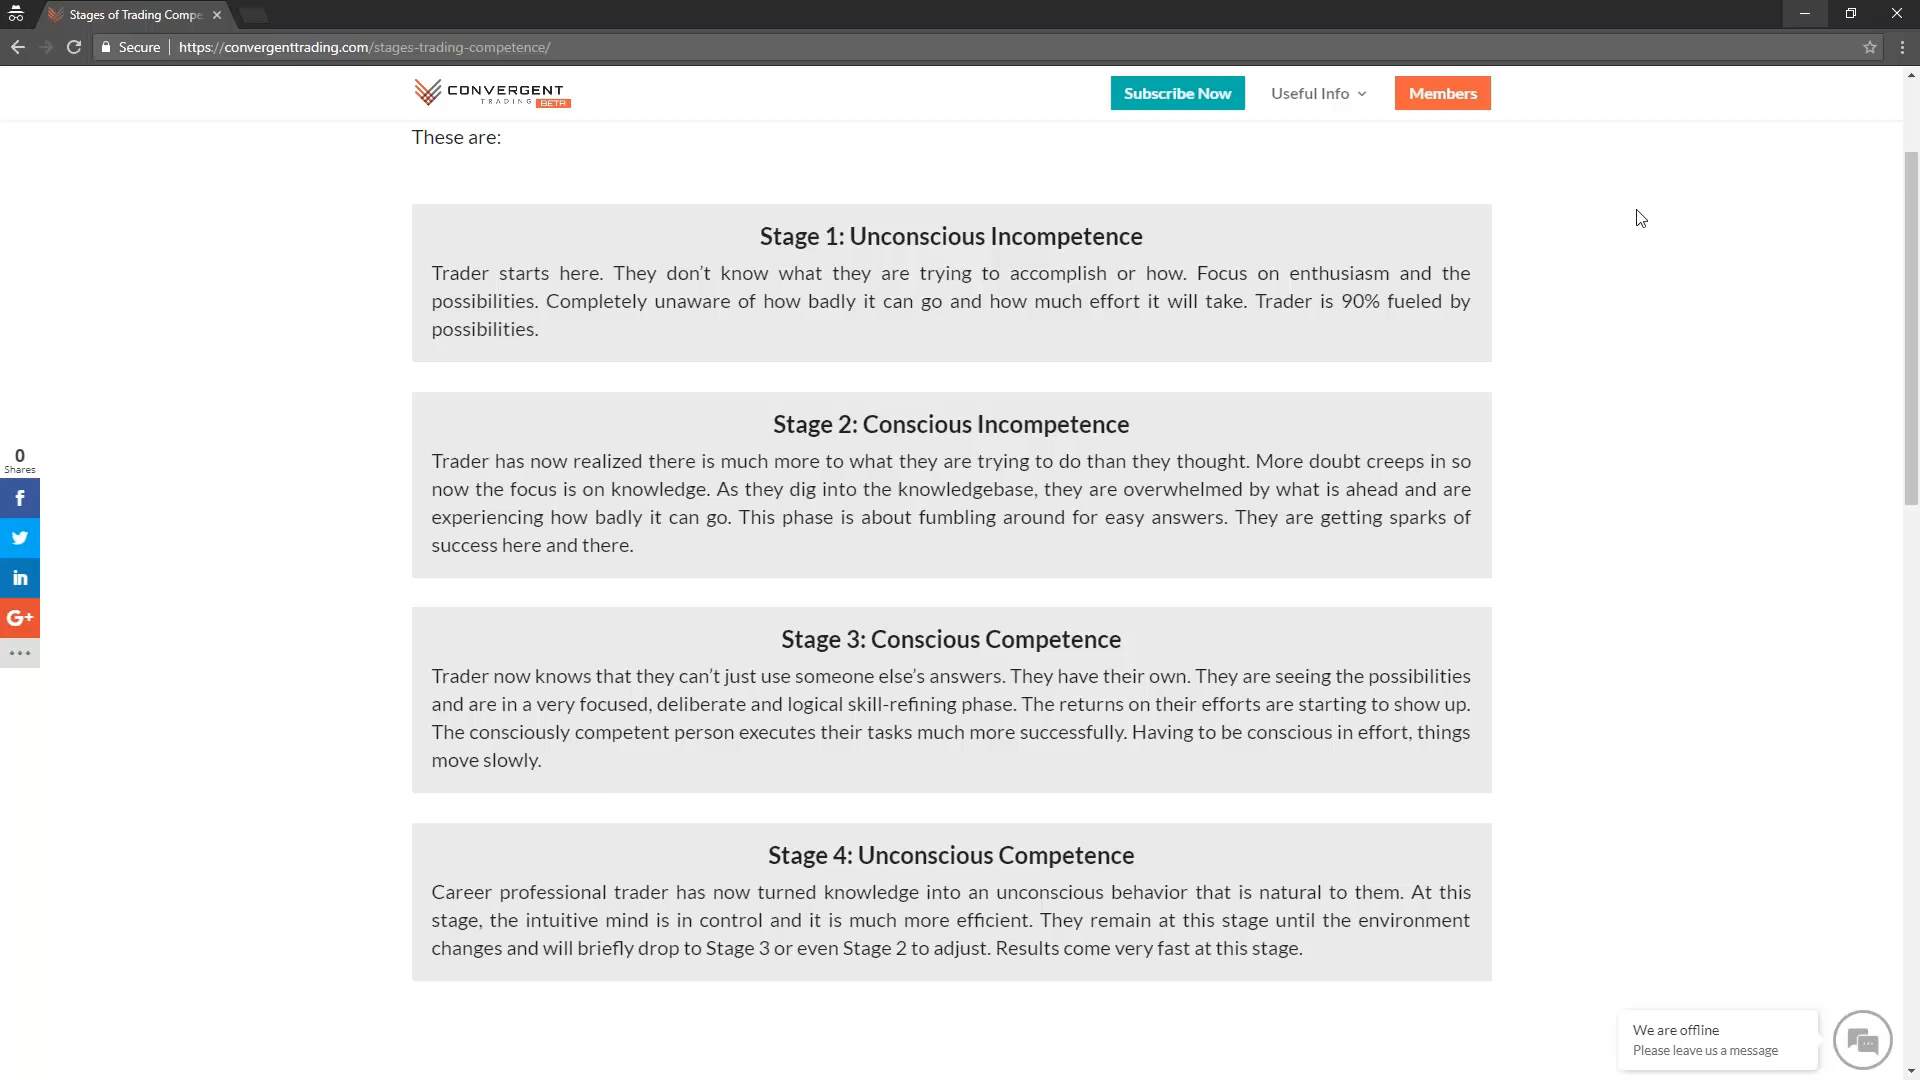 Stages of Trading Compe
Secure
https://convergenttrading.com/stages-trading-competence/
CONVERGENT
TRADING BETA
Subscribe Now
Useful Info
Members
These are:
Stage 1: Unconscious Incompetence
Trader starts here. They don’t know what they are trying to accomplish or how. Focus on enthusiasm and the
possibilities. Completely unaware of how badly it can go and how much effort it will take. Trader is 90% fueled by
possibilities.
Stage 2: Conscious Incompetence
Trader has now realized there is much more to what they are trying to do than they thought. More doubt creeps in so
now the focus is on knowledge. As they dig into the knowledgebase, they are overwhelmed by what is ahead and are
experiencing how badly it can go. This phase is about fumbling around for easy answers. They are getting sparks of
success here and there.
0
Shares
f
in
G+
Stage 3: Conscious Competence
Trader now knows that they can’t just use someone else’s answers. They have their own. They are seeing the possibilities
and are in a very focused, deliberate and logical skill-refining phase. The returns on their efforts are starting to show up.
The consciously competent person executes their tasks much more successfully. Having to be conscious in effort, things
move slowly.
Stage 4: Unconscious Competence
Career professional trader has now turned knowledge into an unconscious behavior that is natural to them. At this
stage, the intuitive mind is in control and it is much more efficient. They remain at this stage until the environment
changes and will briefly drop to Stage 3 or even Stage 2 to adjust. Results come very fast at this stage.
We are offline
Please leave us a message